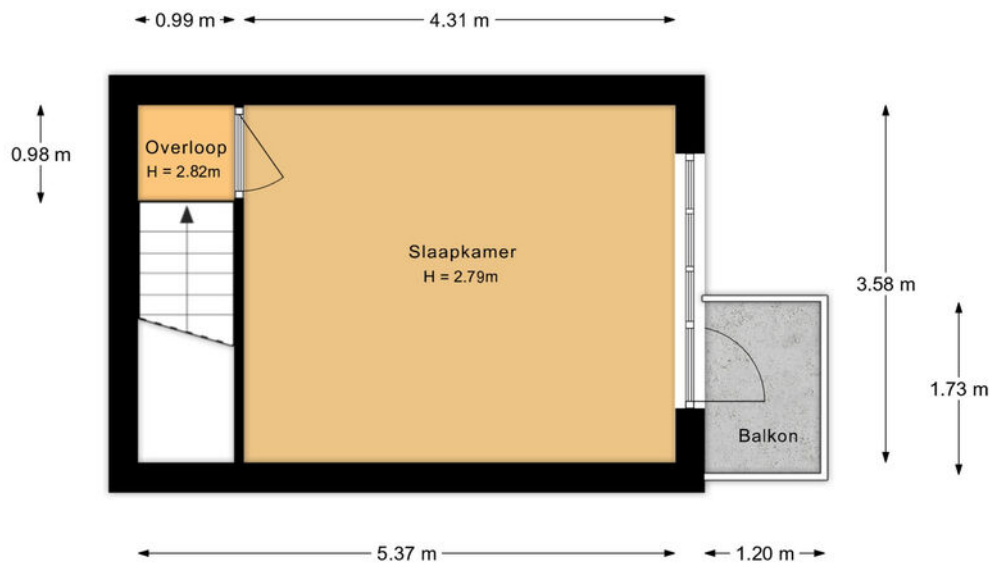 0.99 m
4.31 m
0.98 m
Overloop
H = 2.82m
Slaapkamer
H = 2.79m
3.58 m
1.73 m
Balkon
5.37 m
1.20 m